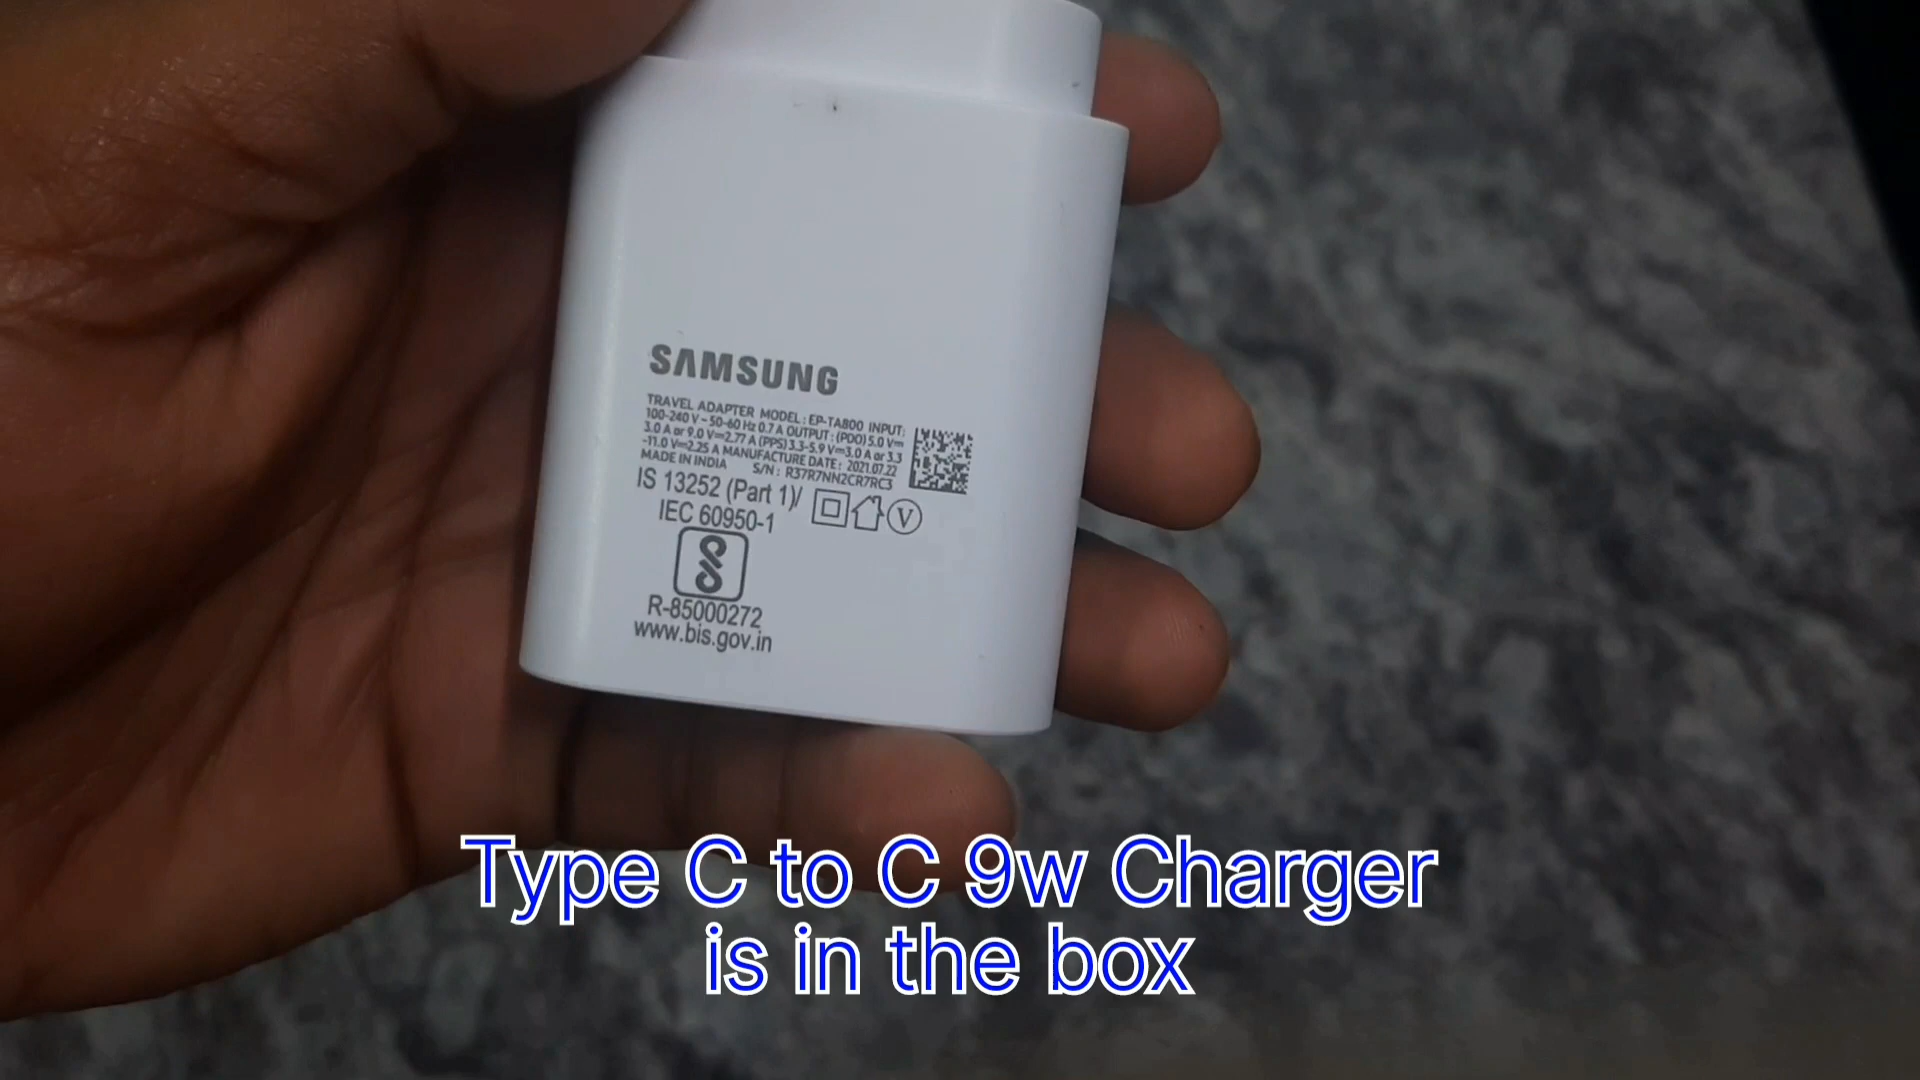 SAMSUNG
TRAVEL ADAPTER MODEL : EP-TA800 INPUT:
100-240 V ~ 50-60 Hz 0.7 A OUTPUT : (PDO) 5.0 V⎓
3.0 A or 9.0 V⎓2.77 A (PPS) 3.3-5.9 V⎓3.0 A or 3.3
-11.0 V⎓2.25 A MANUFACTURE DATE : 2021.07.22
MADE IN INDIA S/N : R37R7NN2CR7RC3
IS 13252 (Part 1)/
IEC 60950-1
V
R-85000272
www.bis.gov.in
Type C to C 9w Charger
is in the box